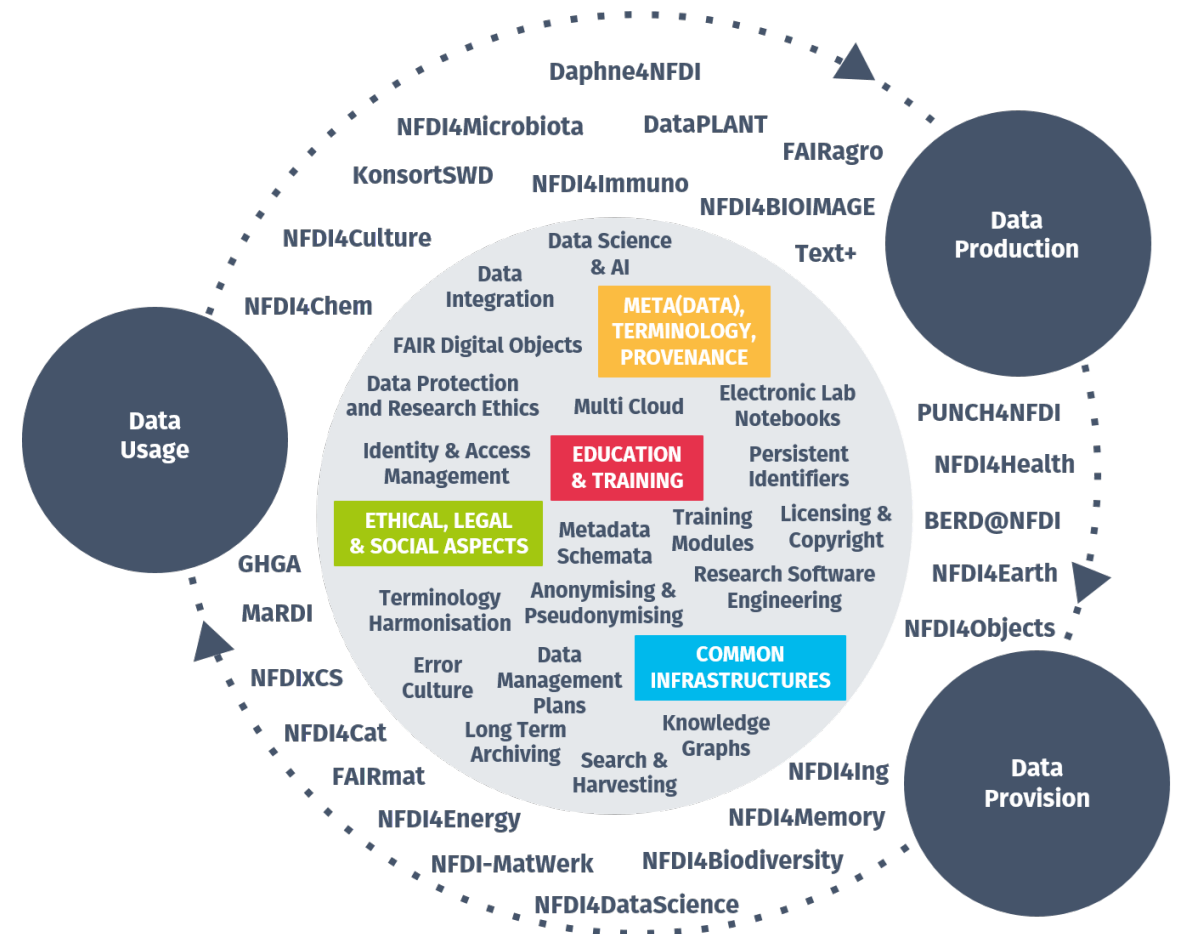 Daphne4NFDI
NFDI4Microbiota
DataPLANT
FAIRagro
KonsortSWD
NFDI4Immuno
NFDI4BIOIMAGE
NFDI4Culture
Text+
NFDI4Chem
Data
Production
Data
Usage
Data Science
& AI
Data
Integration
META(DATA),
TERMINOLOGY,
PROVENANCE
FAIR Digital Objects
Data Protection
and Research Ethics
Multi Cloud
Electronic Lab
Notebooks
Identity & Access
Management
EDUCATION
& TRAINING
Persistent
Identifiers
ETHICAL, LEGAL
& SOCIAL ASPECTS
Metadata
Schemata
Training
Modules
Licensing &
Copyright
Research Software
Engineering
Terminology
Harmonisation
Anonymising &
Pseudonymising
COMMON
INFRASTRUCTURES
Error
Culture
Data
Management
Plans
Long Term
Archiving
Knowledge
Graphs
Search &
Harvesting
PUNCH4NFDI
NFDI4Health
BERD@NFDI
NFDI4Earth
NFDI4Objects
Data
Provision
GHGA
MaRDI
NFDIxCS
NFDI4Cat
FAIRmat
NFDI4Energy
NFDI-MatWerk
NFDI4DataScience
NFDI4Biodiversity
NFDI4Memory
NFDI4Ing